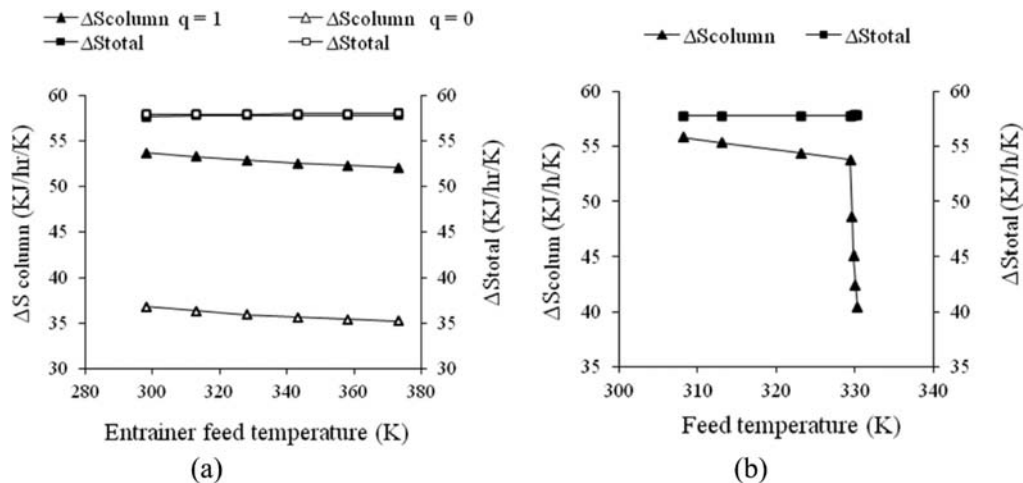 ΔScolumn q = 1
ΔScolumn q = 0
ΔStotal
ΔStotal
60
55
50
45
40
35
30
ΔS column (KJ/hr/K)
60
55
50
45
40
35
30
ΔStotal (KJ/hr/K)
280
300
320
340
360
380
Entrainer feed temperature (K)
(a)
ΔScolumn
ΔStotal
60
55
50
45
40
35
ΔScolum (KJ/h/K)
60
55
50
45
40
35
ΔStotal (KJ/h/K)
300
310
320
330
340
Feed temperature (K)
(b)